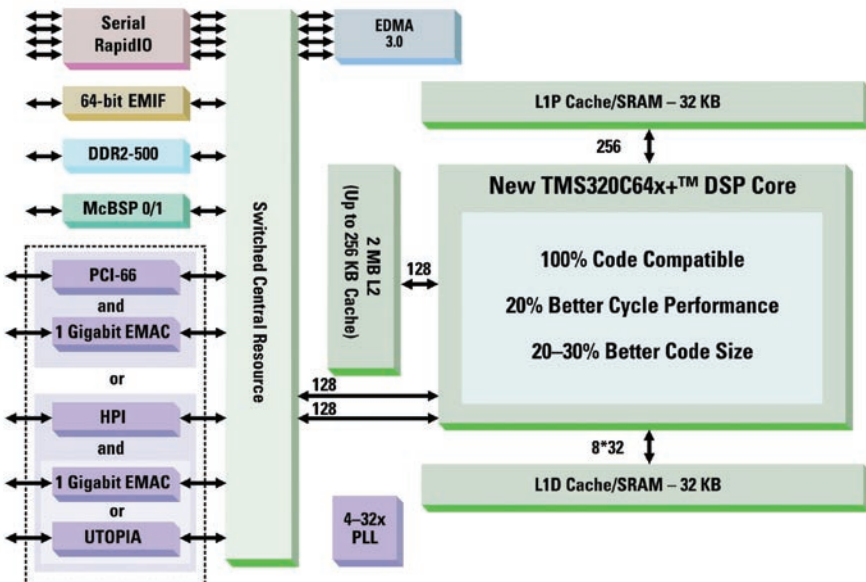 Serial
RapidIO
EDMA
3.0
64-bit EMIF
DDR2-500
McBSP 0/1
PCI-66
and
1 Gigabit EMAC
or
HPI
and
1 Gigabit EMAC
or
UTOPIA
Switched Central Resource
2 MB L2
(Up to 256 KB Cache)
128
128
128
4–32x
PLL
L1P Cache/SRAM – 32 KB
256
New TMS320C64x+™ DSP Core
100% Code Compatible
20% Better Cycle Performance
20–30% Better Code Size
8*32
L1D Cache/SRAM – 32 KB